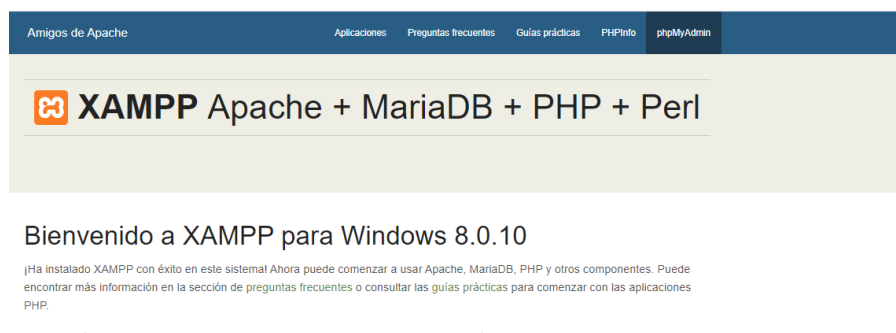 Amigos de Apache
Aplicaciones Preguntas frecuentes Guías prácticas PHPInfo phpMyAdmin
XAMPP Apache + MariaDB + PHP + Perl
Bienvenido a XAMPP para Windows 8.0.10
¡Ha instalado XAMPP con éxito en este sistema! Ahora puede comenzar a usar Apache, MariaDB, PHP y otros componentes. Puede
encontrar más información en la sección de preguntas frecuentes o consultar las guías prácticas para comenzar con las aplicaciones
PHP.